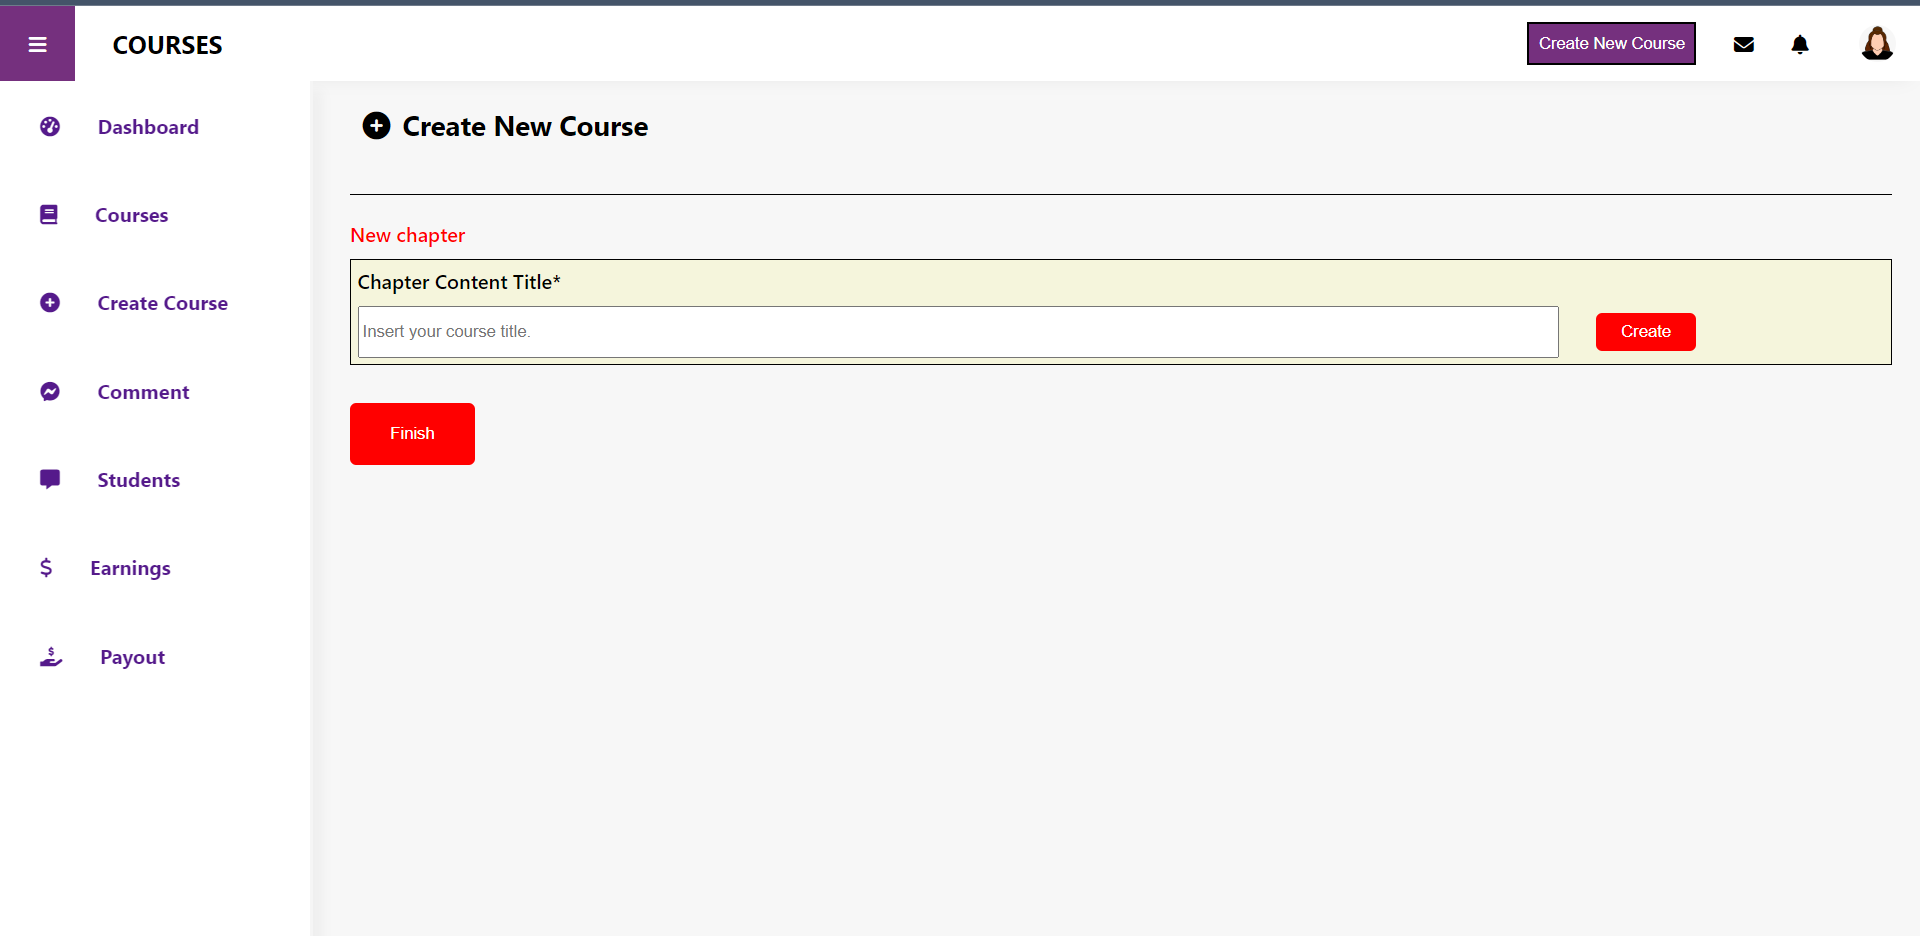 COURSES
Create New Course
Dashboard
Courses
Create Course
Comment
Students
Earnings
Payout
Create New Course
New chapter
Chapter Content Title*
Insert your course title.
Create
Finish